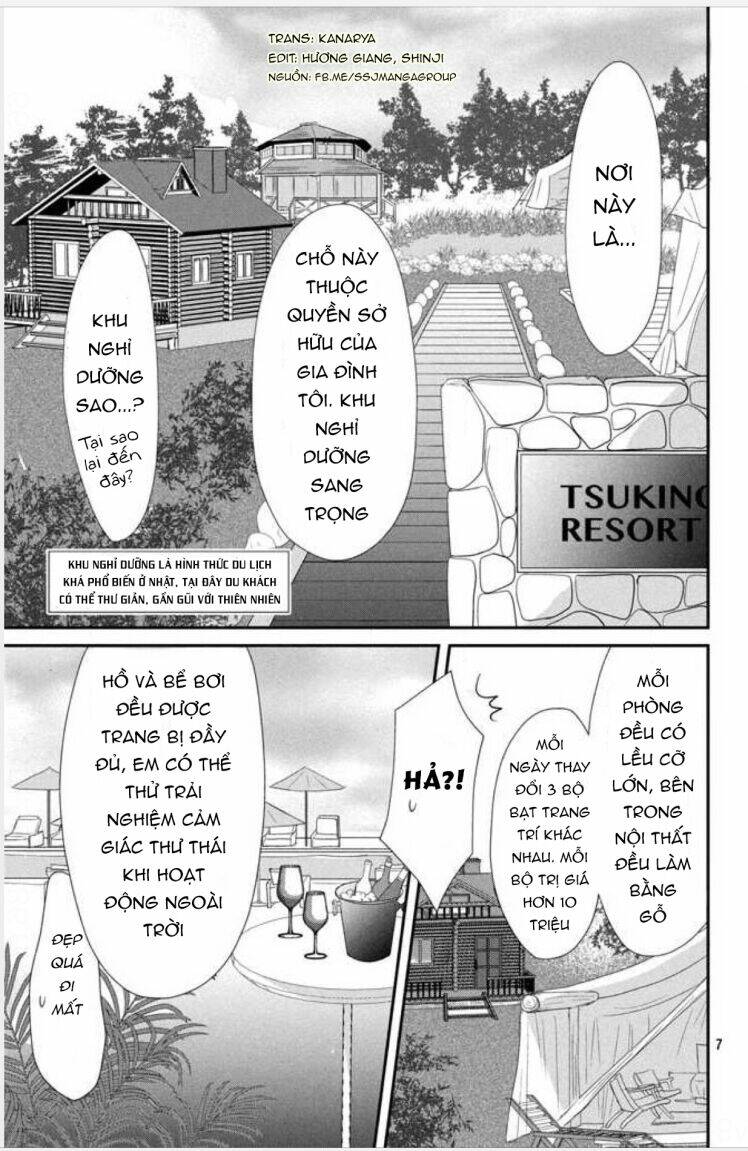 TRANS: KANARYA
EDIT: HƯƠNG GIANG, SHINJI
NGUỒN: FB.ME/SSJMANGAGROUP
NƠI
NÀY
LÀ...
CHỖ NÀY
THUỘC
QUYỀN SỞ
HỮU CỦA
GIA ĐÌNH
TÔI. KHU
NGHỈ
DƯỠNG
SANG
TRỌNG
KHU
NGHỈ
DƯỠNG
SAO...?
Tại sao
lại đến
đây?
TSUKINO
RESORT
KHU NGHỈ DƯỠNG LÀ HÌNH THỨC DU LỊCH
KHÁ PHỔ BIẾN Ở NHẬT, TẠI ĐÂY DU KHÁCH
CÓ THỂ THƯ GIÃN, GẦN GŨI VỚI THIÊN NHIÊN
MỖI
PHÒNG
ĐỀU CÓ
LỀU CỠ
LỚN, BÊN
TRONG
NỘI THẤT
ĐỀU LÀM
BẰNG
GỖ
MỖI
NGÀY THAY
ĐỔI 3 BỘ
BẠT TRANG
TRÍ KHÁC
NHAU. MỖI
BỘ TRỊ GIÁ
HƠN 10
TRIỆU
HẢ?!
HỒ VÀ BỂ BƠI
ĐỀU ĐƯỢC
TRANG BỊ ĐẦY
ĐỦ, EM CÓ THỂ
THỬ TRẢI
NGHIỆM CẢM
GIÁC THƯ THÁI
KHI HOẠT
ĐỘNG NGOÀI
TRỜI
ĐẸP
QUÁ
ĐI
MẤT
7